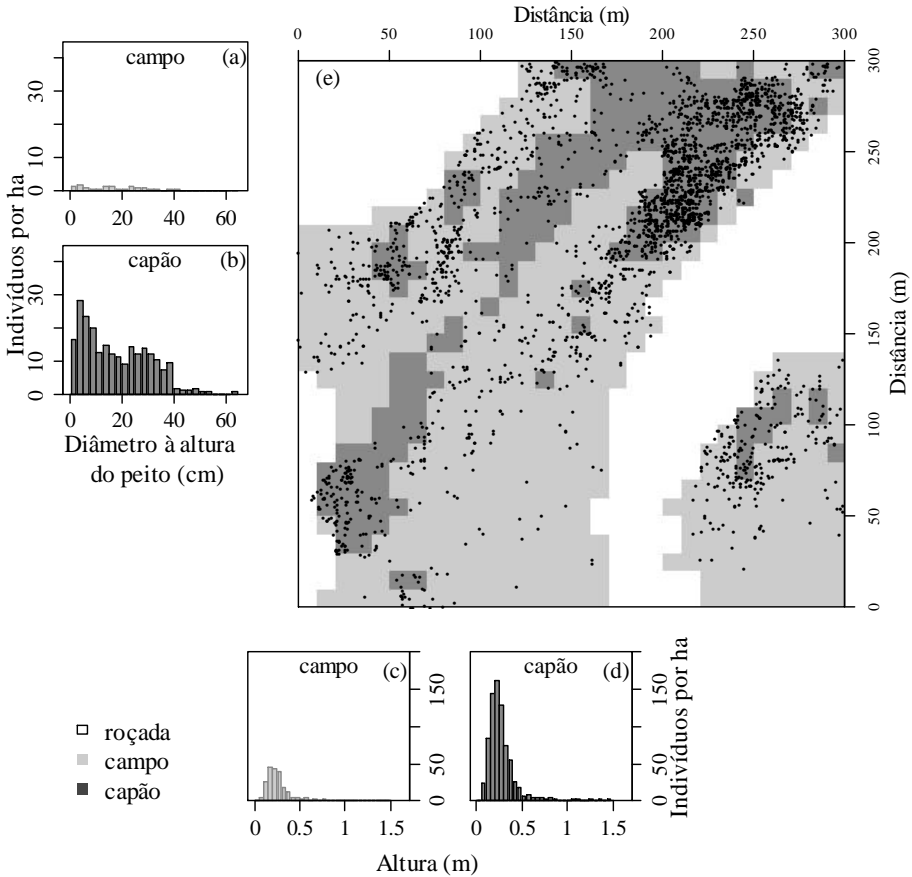 Distância (m)
0 50 100 150 200 250 300
campo (a)
0 10 30
(e)
capão (b)
0 10 30
Indivíduos por ha
0 20 40 60
0 20 40 60
Diâmetro à altura
do peito (cm)
0 50 100 150 200 250 300
Distância (m)
campo (c)
0 50 150
capão (d)
0 50 150
Indivíduos por ha
0 0.5 1 1.5
0 0.5 1 1.5
Altura (m)
roçada
campo
capão